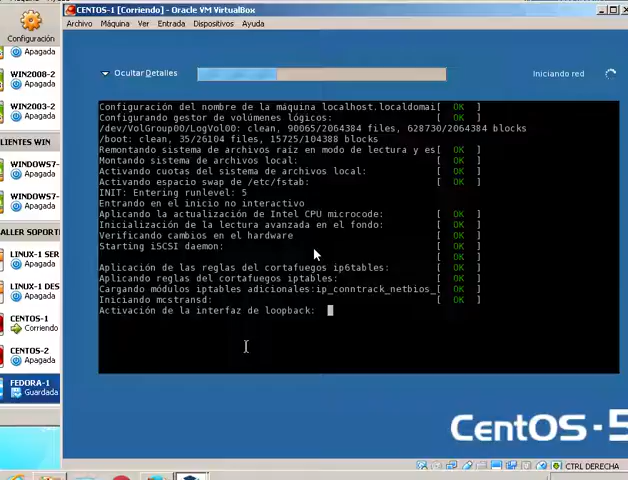 CENTOS-1 [Corriendo] - Oracle VM VirtualBox
Archivo Máquina Ver Entrada Dispositivos Ayuda
Configuración
Apagada
WIN2008-2
Apagada
WIN2003-2
Apagada
LIENTES WIN
WINDOWS7-
Apagada
WINDOWS7-
Apagada
ALLER SOPORT
LINUX-1 SER
Apagada
LINUX-1 DES
Apagada
CENTOS-1
Corriendo
CENTOS-2
Apagada
FEDORA-1
Guardada
Ocultar Detalles
Iniciando red
Configuración del nombre de la máquina localhost.localdomai[ OK ]
Configurando gestor de volúmenes lógicos: [ OK ]
/dev/VolGroup00/LogVol00: clean, 90065/2064384 files, 628730/2064384 blocks
/boot: clean, 35/26104 files, 15725/104388 blocks
Remontando sistema de archivos raíz en modo de lectura y es[ OK ]
Montando sistema de archivos local: [ OK ]
Activando cuotas del sistema de archivos local: [ OK ]
Activando espacio swap de /etc/fstab: [ OK ]
INIT: Entering runlevel: 5
Entrando en el inicio no interactivo
Aplicando la actualización de Intel CPU microcode: [ OK ]
Inicialización de la lectura avanzada en el fondo: [ OK ]
Verificando cambios en el hardware [ OK ]
Starting iSCSI daemon: [ OK ]
[ OK ]
Aplicación de las reglas del cortafuegos ip6tables: [ OK ]
Aplicando reglas del cortafuegos iptables: [ OK ]
Cargando módulos iptables adicionales:ip_conntrack_netbios_[ OK ]
Iniciando mcstransd: [ OK ]
Activación de la interfaz de loopback:
CentOS-5
CTRL DERECHA